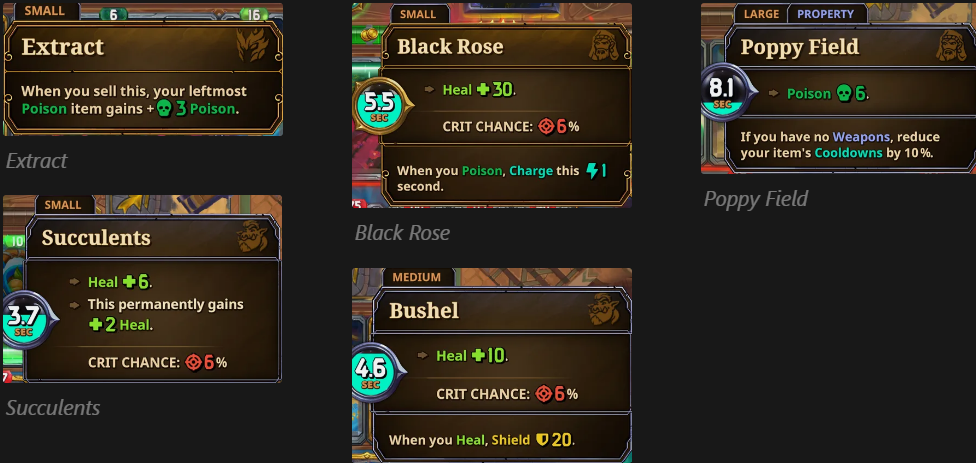 SMALL
6
16
Extract
When you sell this, your leftmost
Poison item gains + 3 Poison.
Extract
SMALL
10
Succulents
Heal +6.
This permanently gains
+2 Heal.
3.7
SEC
CRIT CHANCE: 6%
7
Succulents
SMALL
Black Rose
Heal +30.
5.5
SEC
CRIT CHANCE: 6%
When you Poison, Charge this 1
second.
Black Rose
MEDIUM
Bushel
Heal +10.
4.6
SEC
CRIT CHANCE: 6%
When you Heal, Shield 20.
LARGE PROPERTY
Poppy Field
8.1
SEC
Poison 6.
If you have no Weapons, reduce
your item's Cooldowns by 10%.
Poppy Field